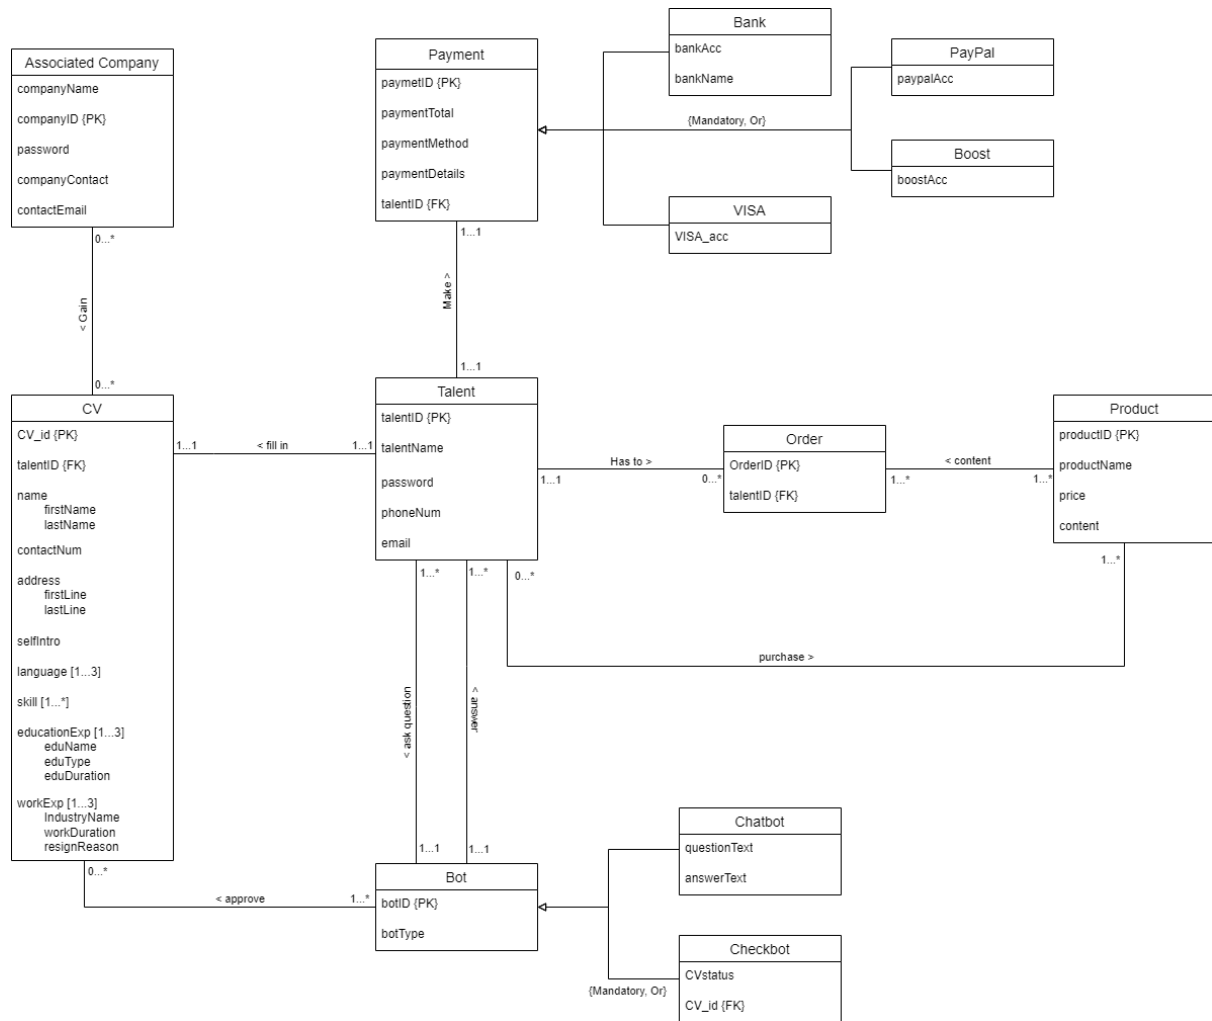 Associated Company
companyName
companyID {PK}
password
companyContact
contactEmail
Payment
paymetID {PK}
paymentTotal
paymentMethod
paymentDetails
talentID {FK}
Bank
bankAcc
bankName
PayPal
paypalAcc
{Mandatory, Or}
Boost
boostAcc
VISA
VISA_acc
0...*
< Gain
0...*
1...1
Make >
1...1
CV
CV_id {PK}
talentID {FK}
name
firstName
lastName
contactNum
address
firstLine
lastLine
selfIntro
language [1...3]
skill [1...*]
educationExp [1...3]
eduName
eduType
eduDuration
workExp [1...3]
IndustryName
workDuration
resignReason
1...1
< fill in
1...1
Talent
talentID {PK}
talentName
password
phoneNum
email
1...1
Has to >
0...*
Order
OrderID {PK}
talentID {FK}
1...*
< content
1...*
Product
productID {PK}
productName
price
content
1...*
1...*
0...*
1...*
purchase >
< ask question
< answer
1...1
1...1
0...*
< approve
1...*
Bot
botID {PK}
botType
Chatbot
questionText
answerText
{Mandatory, Or}
Checkbot
CVstatus
CV_id {FK}